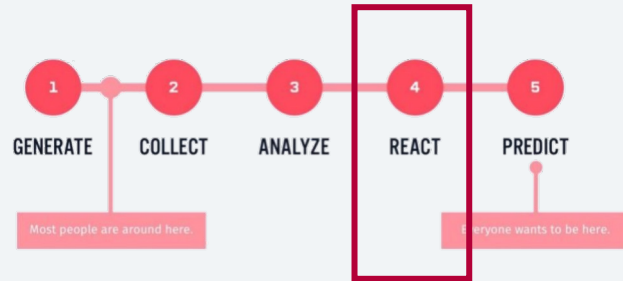 1 2 3 4 5
GENERATE COLLECT ANALYZE REACT PREDICT
Most people are around here. Everyone wants to be here.